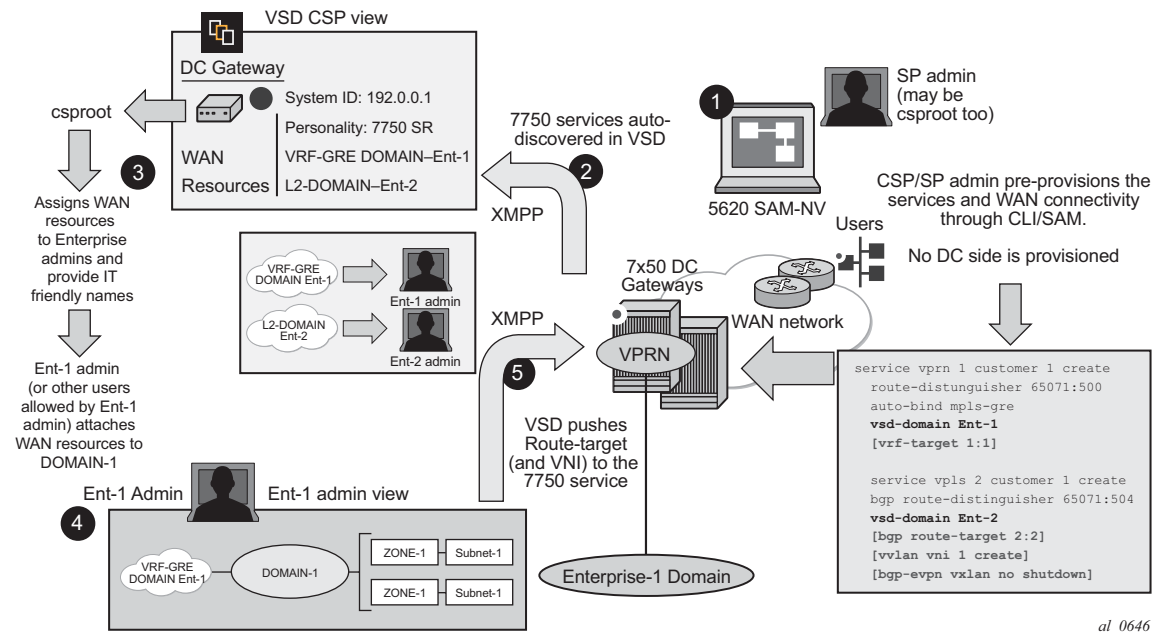 VSD CSP view
DC Gateway
System ID: 192.0.0.1
Personality: 7750 SR
WAN
Resources
VRF-GRE DOMAIN–Ent-1
L2-DOMAIN–Ent-2
csproot
3
Assigns WAN
resources
to Enterprise
admins and
provide IT
friendly names
Ent-1 admin
(or other users
allowed by Ent-1
admin) attaches
WAN resources to
DOMAIN-1
7750 services auto-
discovered in VSD
2
XMPP
1
5620 SAM-NV
SP admin
(may be
csproot too)
CSP/SP admin pre-provisions the
services and WAN connectivity
through CLI/SAM.
No DC side is provisioned
Users
7x50 DC
Gateways
WAN network
VPRN
VRF-GRE
DOMAIN Ent-1
Ent-1 admin
L2-DOMAIN
Ent-2
Ent-2 admin
XMPP
5
VSD pushes
Route-target
(and VNI) to the
7750 service
service vprn 1 customer 1 create
route-distunguisher 65071:500
auto-bind mpls-gre
vsd-domain Ent-1
[vrf-target 1:1]
service vpls 2 customer 1 create
bgp route-distinguisher 65071:504
vsd-domain Ent-2
[bgp route-target 2:2]
[vvlan vni 1 create]
[bgp-evpn vxlan no shutdown]
Ent-1 Admin
Ent-1 admin view
4
VRF-GRE
DOMAIN Ent-1
DOMAIN-1
ZONE-1
Subnet-1
ZONE-1
Subnet-1
Enterprise-1 Domain
al_0646